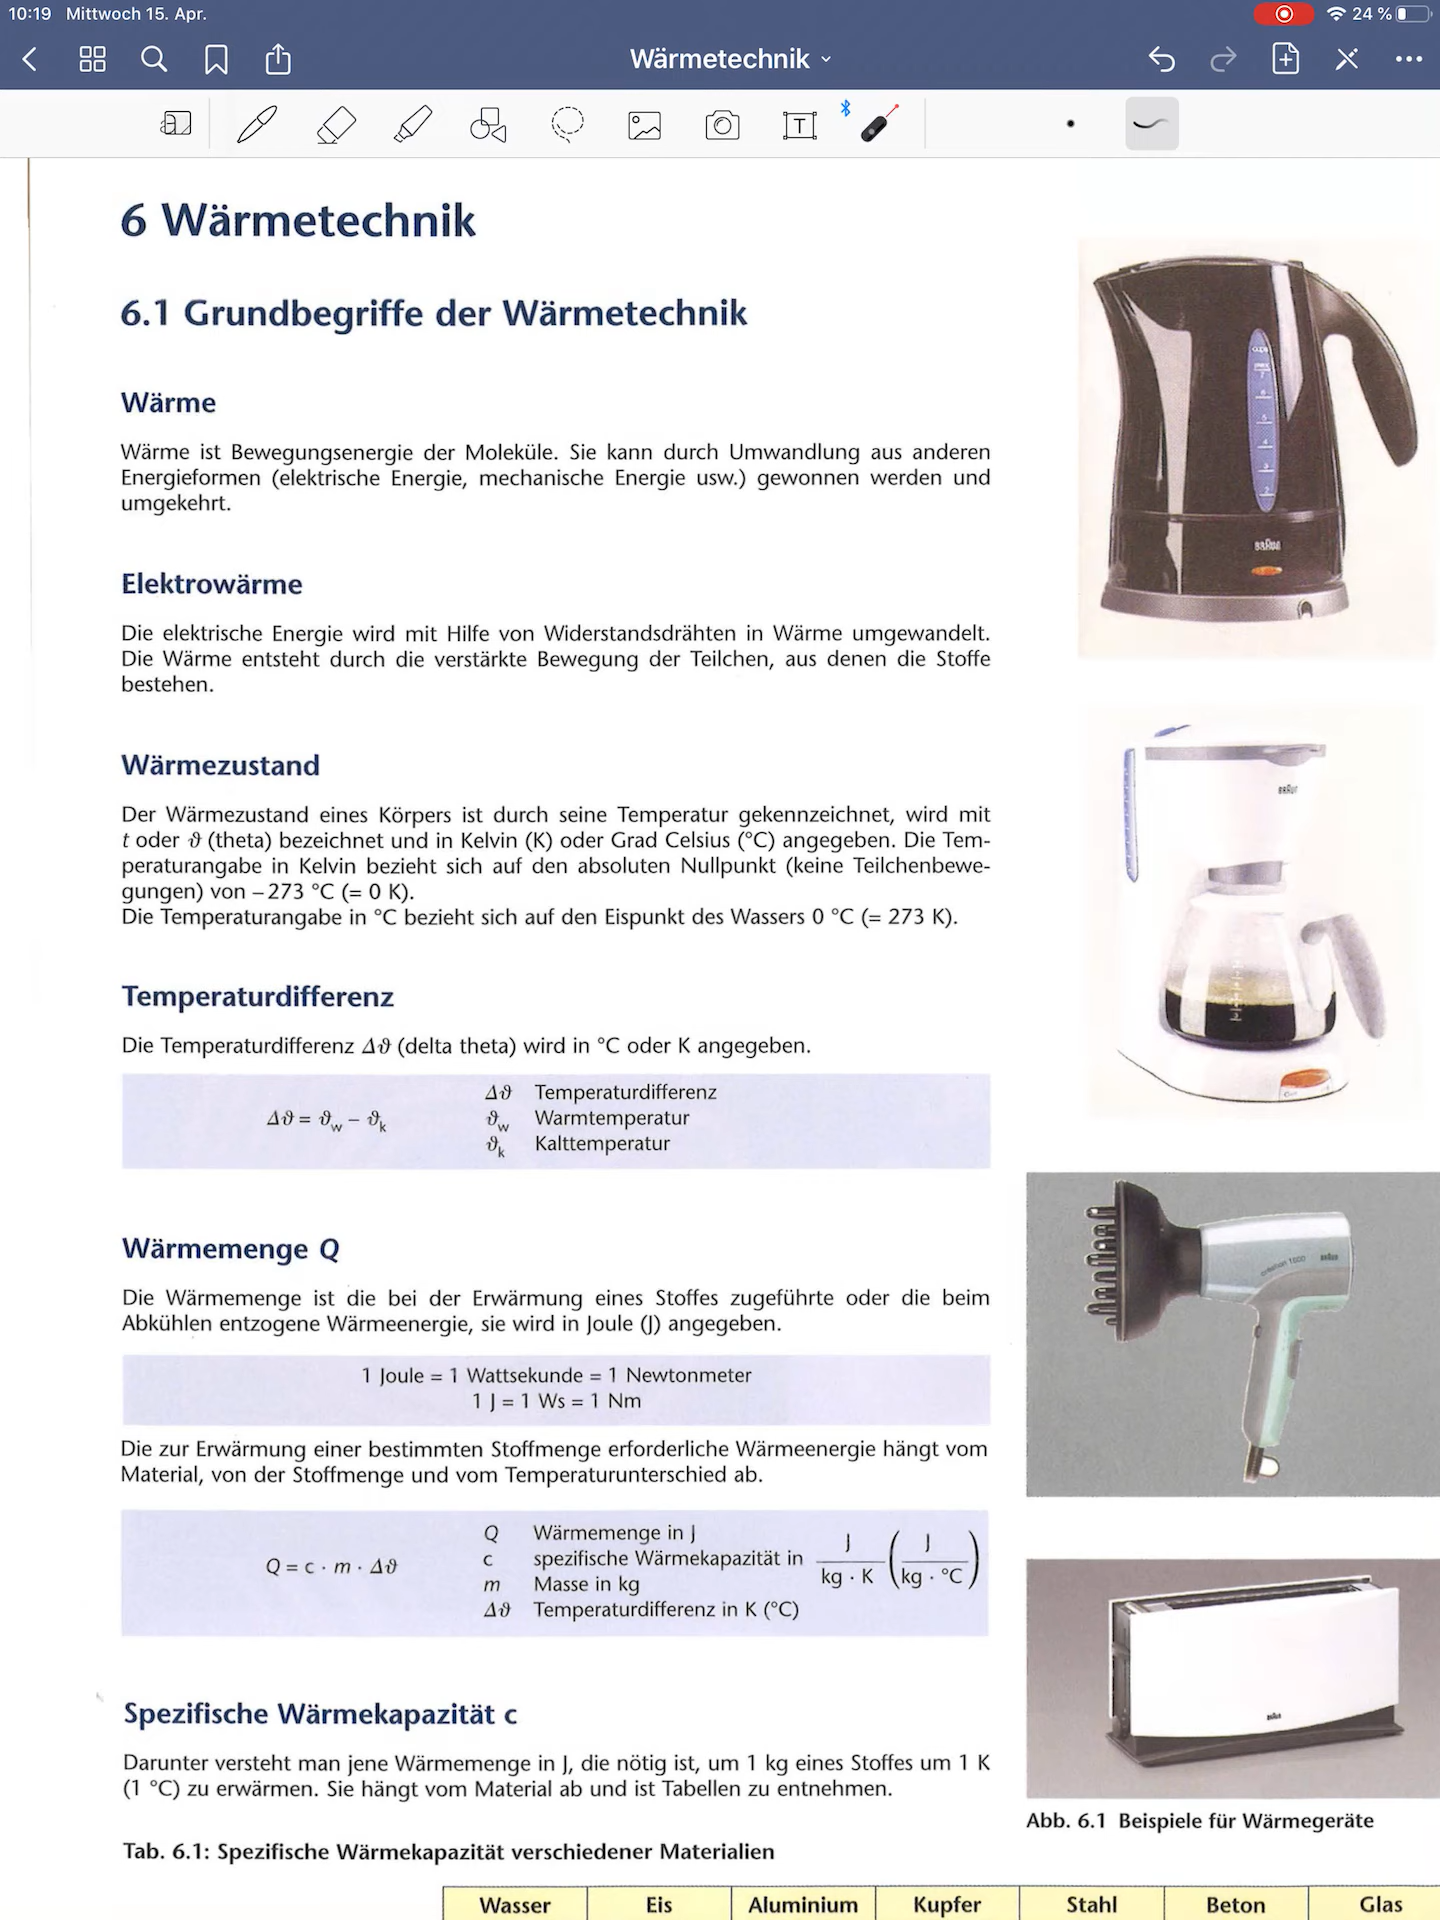 10:19 Mittwoch 15. Apr.
24 %
Wärmetechnik
T
6 Wärmetechnik
6.1 Grundbegriffe der Wärmetechnik
Wärme
Wärme ist Bewegungsenergie der Moleküle. Sie kann durch Umwandlung aus anderen
Energieformen (elektrische Energie, mechanische Energie usw.) gewonnen werden und
umgekehrt.
Elektrowärme
Die elektrische Energie wird mit Hilfe von Widerstandsdrähten in Wärme umgewandelt.
Die Wärme entsteht durch die verstärkte Bewegung der Teilchen, aus denen die Stoffe
bestehen.
Wärmezustand
Der Wärmezustand eines Körpers ist durch seine Temperatur gekennzeichnet, wird mit
t oder ϑ (theta) bezeichnet und in Kelvin (K) oder Grad Celsius (°C) angegeben. Die Tem-
peraturangabe in Kelvin bezieht sich auf den absoluten Nullpunkt (keine Teilchenbewe-
gungen) von – 273 °C (= 0 K).
Die Temperaturangabe in °C bezieht sich auf den Eispunkt des Wassers 0 °C (= 273 K).
Temperaturdifferenz
Die Temperaturdifferenz Δϑ (delta theta) wird in °C oder K angegeben.
Δϑ = ϑw – ϑk
Δϑ Temperaturdifferenz
ϑw Warmtemperatur
ϑk Kalttemperatur
Wärmemenge Q
Die Wärmemenge ist die bei der Erwärmung eines Stoffes zugeführte oder die beim
Abkühlen entzogene Wärmeenergie, sie wird in Joule (J) angegeben.
1 Joule = 1 Wattsekunde = 1 Newtonmeter
1 J = 1 Ws = 1 Nm
Die zur Erwärmung einer bestimmten Stoffmenge erforderliche Wärmeenergie hängt vom
Material, von der Stoffmenge und vom Temperaturunterschied ab.
Q = c · m · Δϑ
Q Wärmemenge in J
c spezifische Wärmekapazität in J / kg · K (J / kg · °C)
m Masse in kg
Δϑ Temperaturdifferenz in K (°C)
Spezifische Wärmekapazität c
Darunter versteht man jene Wärmemenge in J, die nötig ist, um 1 kg eines Stoffes um 1 K
(1 °C) zu erwärmen. Sie hängt vom Material ab und ist Tabellen zu entnehmen.
Tab. 6.1: Spezifische Wärmekapazität verschiedener Materialien
Wasser Eis Aluminium Kupfer Stahl Beton Glas
cups
7
6
5
4
3
2
BRAUN
BRAUN
BRAUN
BRAUN
Abb. 6.1 Beispiele für Wärmegeräte